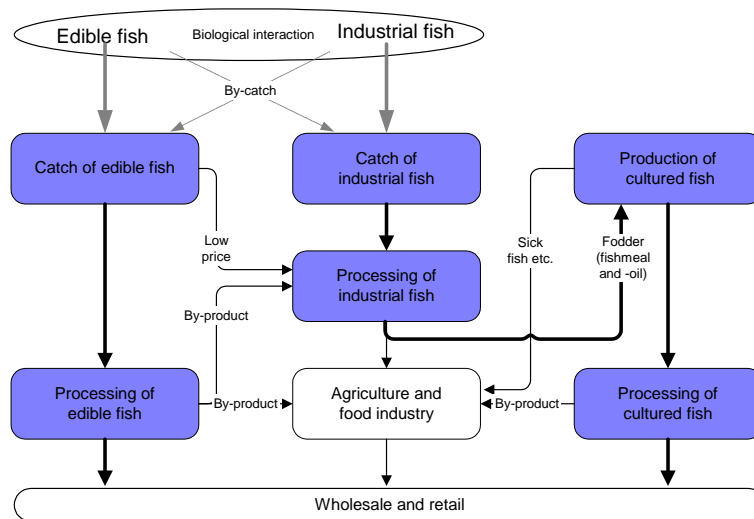 Edible fish
Biological interaction
Industrial fish
By-catch
Catch of edible fish
Catch of
industrial fish
Production of
cultured fish
Low
price
Sick
fish etc.
Fodder
(fishmeal
and -oil)
Processing of
industrial fish
By-product
Processing of
edible fish
By-product
Agriculture and
food industry
By-product
Processing of
cultured fish
Wholesale and retail